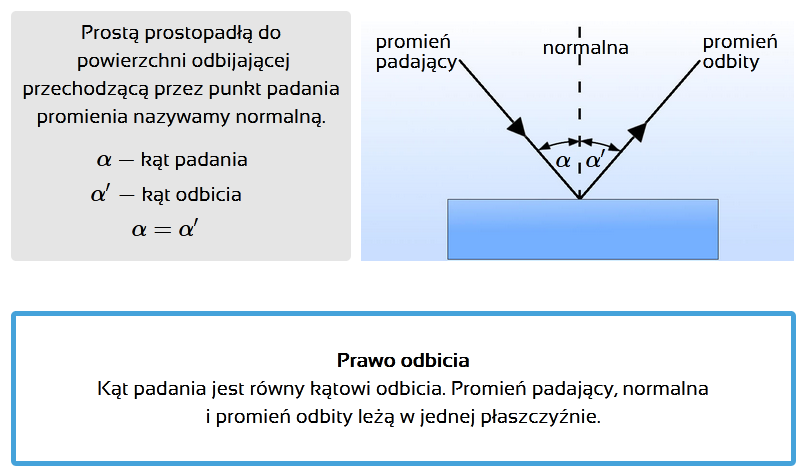 Prostą prostopadłą do
powierzchni odbijającej
przechodzącą przez punkt padania
promienia nazywamy normalną.
α – kąt padania
α′ – kąt odbicia
α = α′
promień
padający
normalna
promień
odbity
α α′
Prawo odbicia
Kąt padania jest równy kątowi odbicia. Promień padający, normalna
i promień odbity leżą w jednej płaszczyźnie.